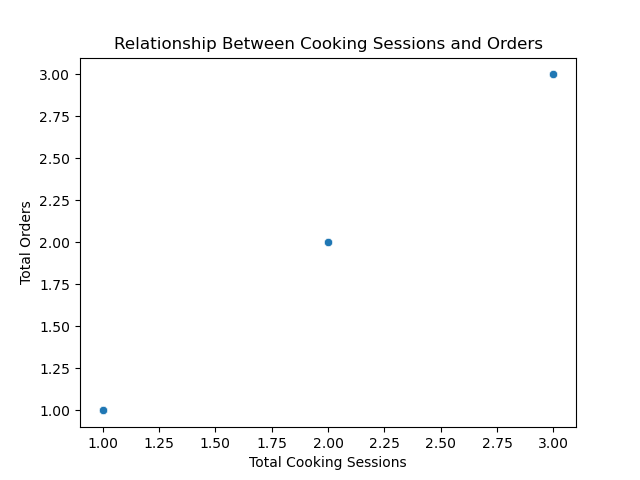 Relationship Between Cooking Sessions and Orders
3.00
2.75
2.50
2.25
2.00
1.75
1.50
1.25
1.00
Total Orders
1.00 1.25 1.50 1.75 2.00 2.25 2.50 2.75 3.00
Total Cooking Sessions